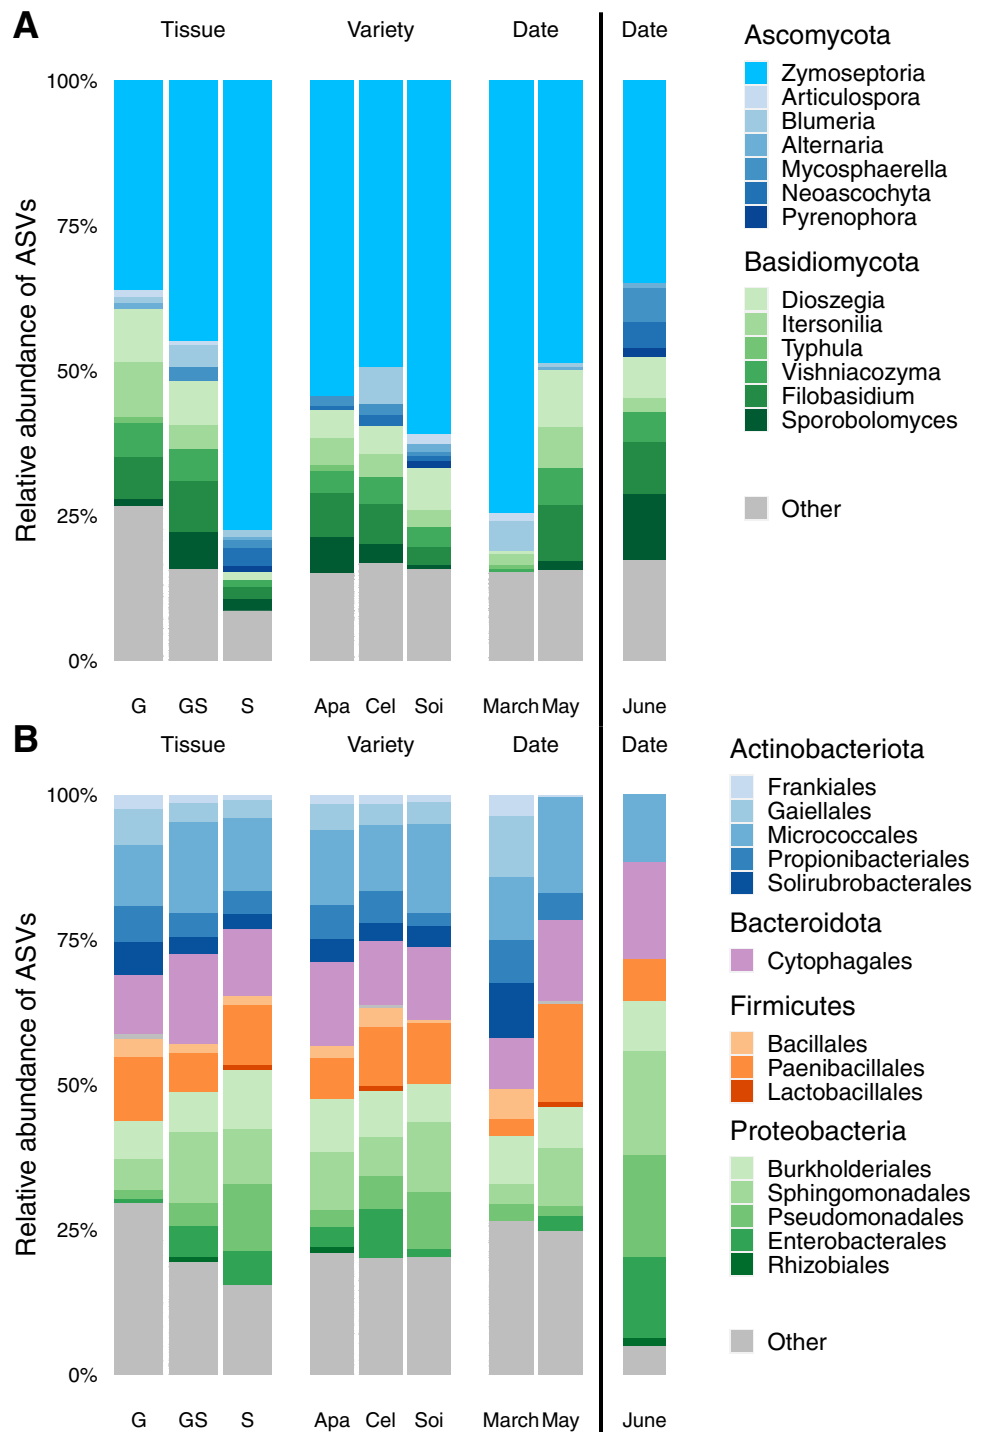 A
Tissue Variety Date Date
Relative abundance of ASVs
100%
75%
50%
25%
0%
G GS S Apa Cel Soi March May June
Ascomycota
Zymoseptoria
Articulospora
Blumeria
Alternaria
Mycosphaerella
Neoascochyta
Pyrenophora
Basidiomycota
Dioszegia
Itersonilia
Typhula
Vishniacozyma
Filobasidium
Sporobolomyces
Other
B
Tissue Variety Date Date
Relative abundance of ASVs
100%
75%
50%
25%
0%
G GS S Apa Cel Soi March May June
Actinobacteriota
Frankiales
Gaiellales
Micrococcales
Propionibacteriales
Solirubrobacterales
Bacteroidota
Cytophagales
Firmicutes
Bacillales
Paenibacillales
Lactobacillales
Proteobacteria
Burkholderiales
Sphingomonadales
Pseudomonadales
Enterobacterales
Rhizobiales
Other